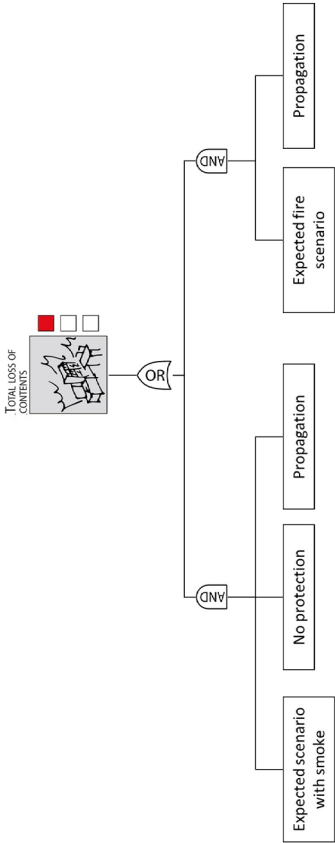 TOTAL LOSS OF
CONTENTS
OR
AND
AND
Expected scenario
with smoke
No protection
Propagation
Expected fire
scenario
Propagation